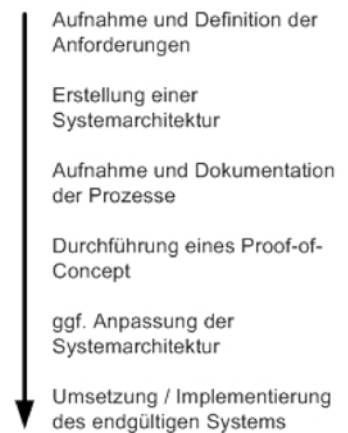 Aufnahme und Definition der
Anforderungen
Erstellung einer
Systemarchitektur
Aufnahme und Dokumentation
der Prozesse
Durchführung eines Proof-of-
Concept
ggf. Anpassung der
Systemarchitektur
Umsetzung / Implementierung
des endgültigen Systems